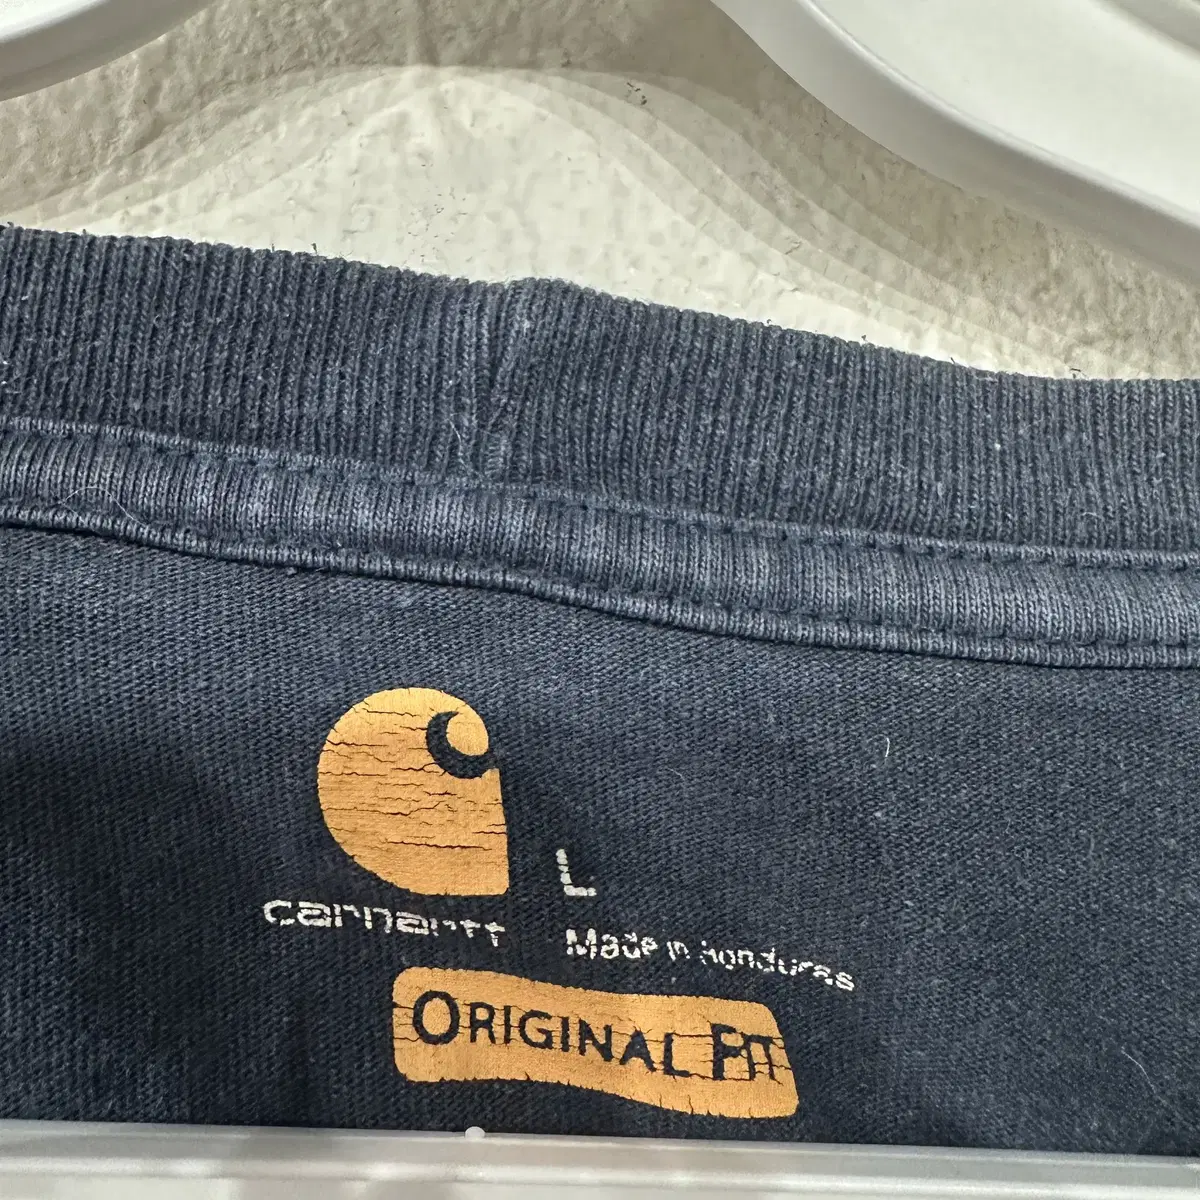 L
carhartt
Made in Honduras
ORIGINAL FIT